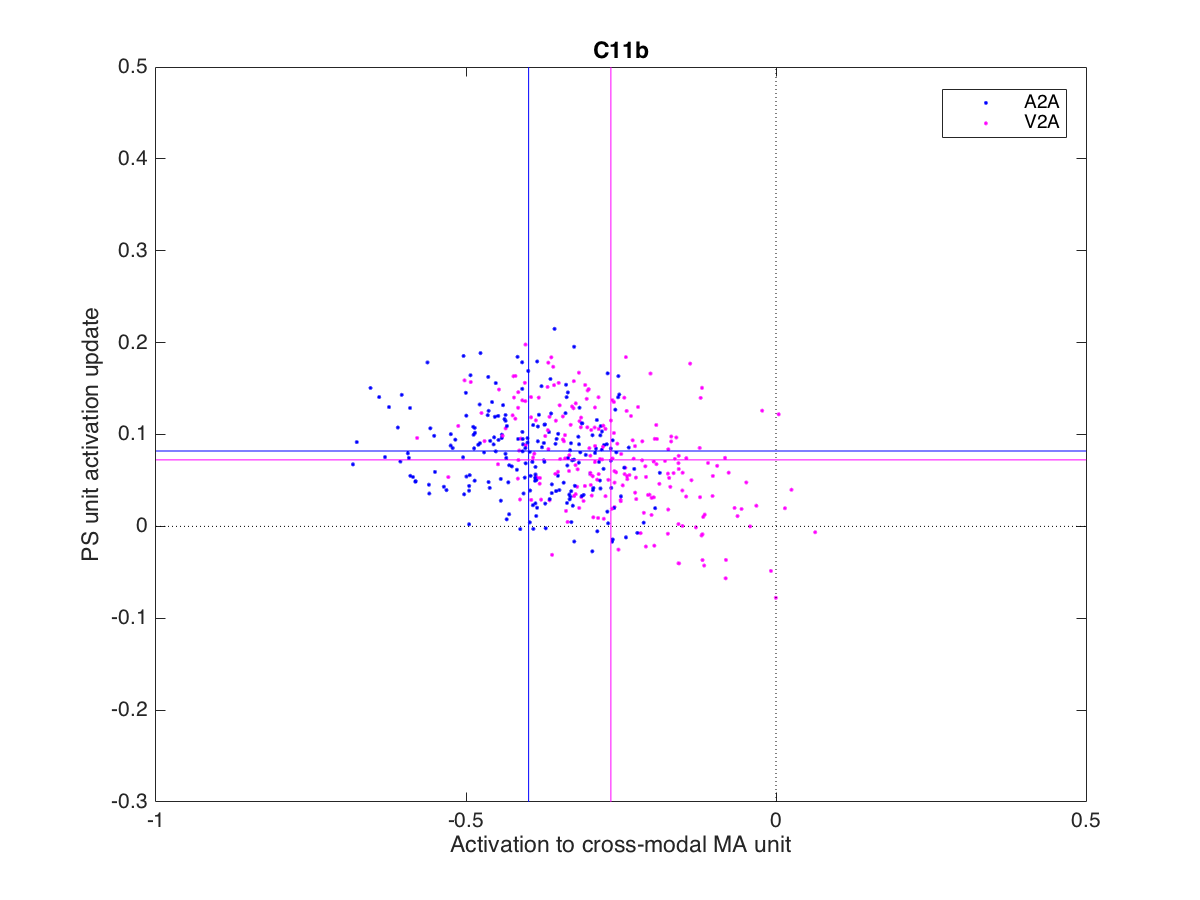 C11b
0.5
A2A
V2A
0.4
0.3
0.2
0.1
0
-0.1
-0.2
-0.3
PS unit activation update
-1
-0.5
0
0.5
Activation to cross-modal MA unit